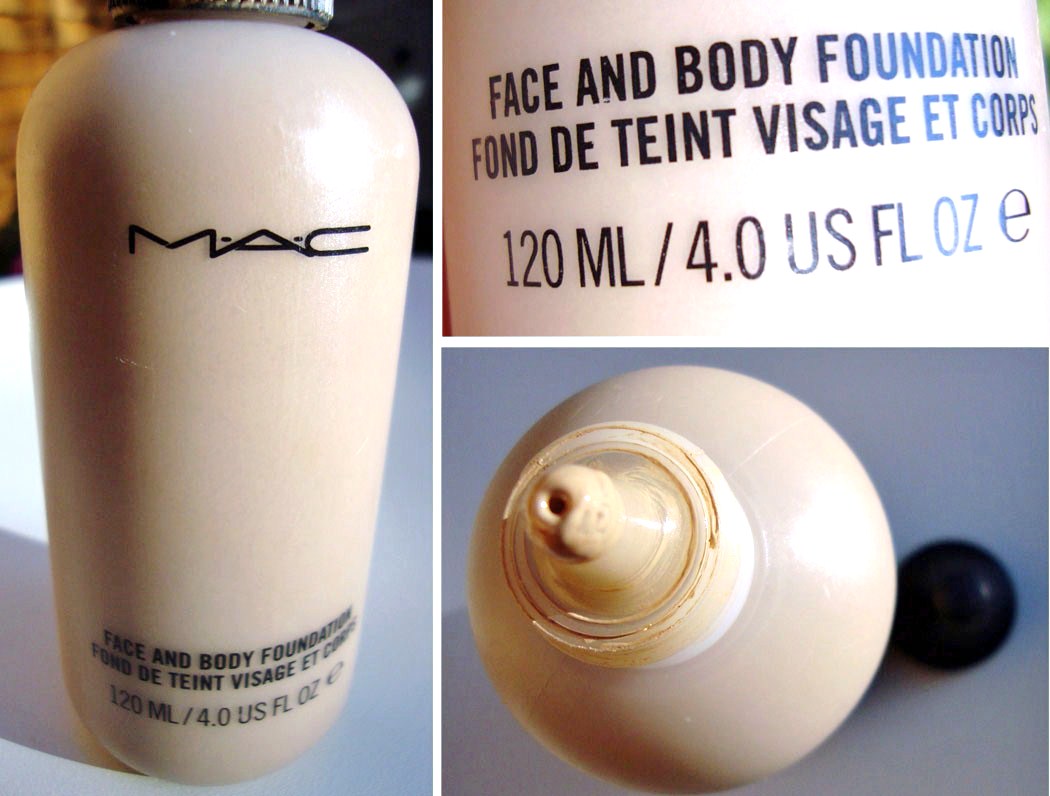 M·A·C
FACE AND BODY FOUNDATION
FOND DE TEINT VISAGE ET CORPS
120 ML / 4.0 US FL OZ ℮
FACE AND BODY FOUNDATION
FOND DE TEINT VISAGE ET CORPS
120 ML / 4.0 US FL OZ ℮